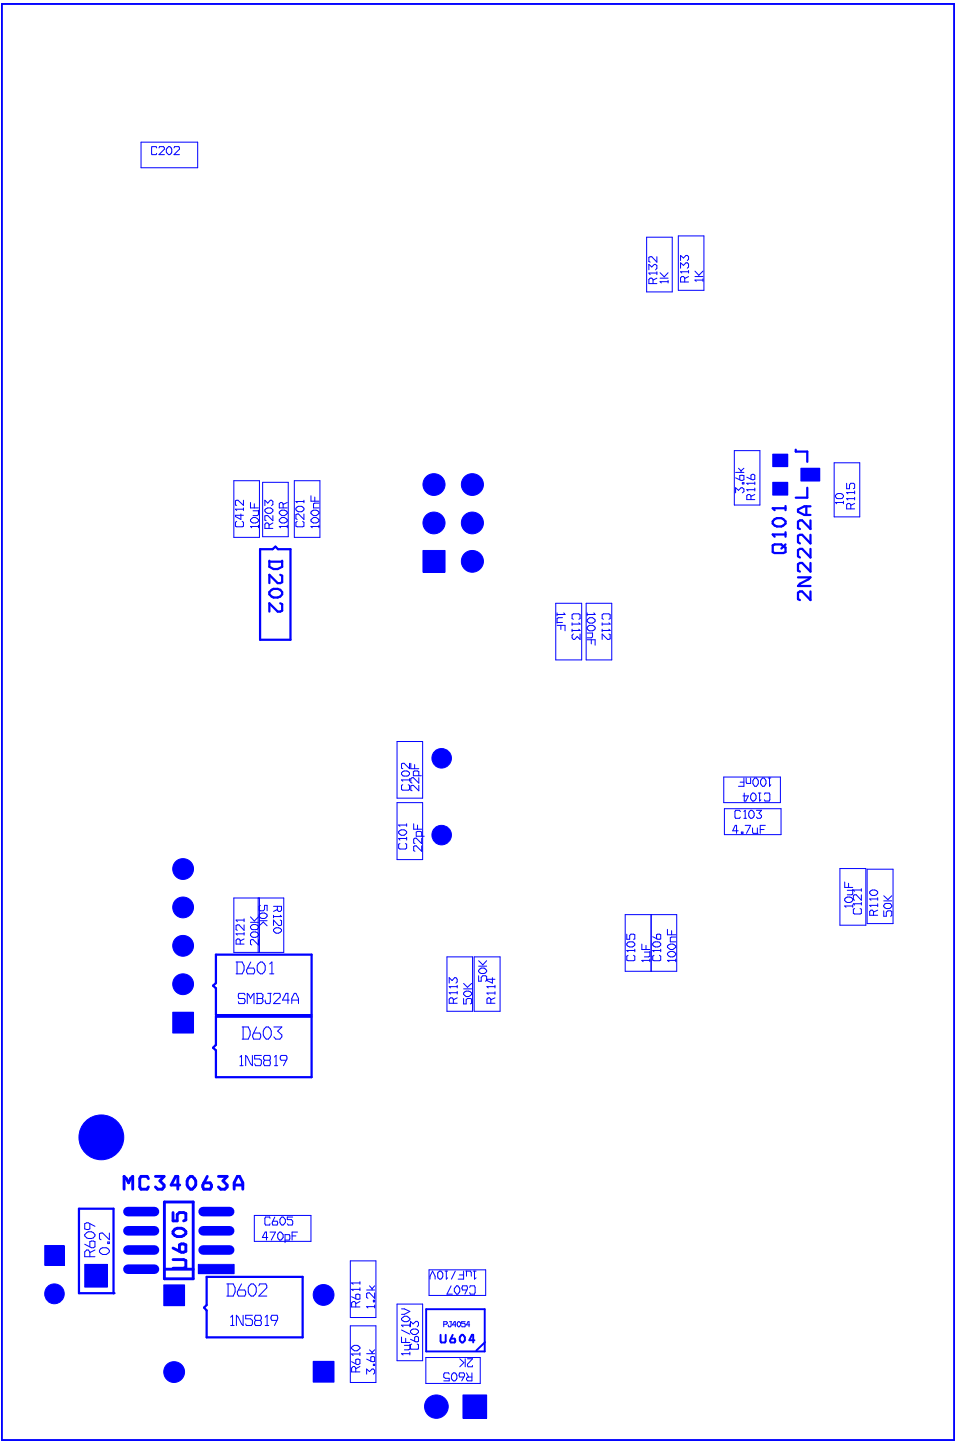 C202
R132
1K
R133
1K
3.6k
R116
10
R115
Q101
2N2222A
C412
10uF
R203
100R
C201
100nF
D202
C113
1uF
C112
100nF
C102
22pF
C101
22pF
100nF
C104
C103
4.7uF
10uF
C121
R110
50K
R121
200K
R120
50K
C105
1uF
C106
100nF
D601
SMBJ24A
R113
50K
50K
R114
D603
1N5819
MC34063A
R609
0.2
U605
C605
470pF
D602
1N5819
R611
1.2k
R610
3.6k
1uF/10V
C607
1uF/10V
C603
PJ4054
U604
2K
R605